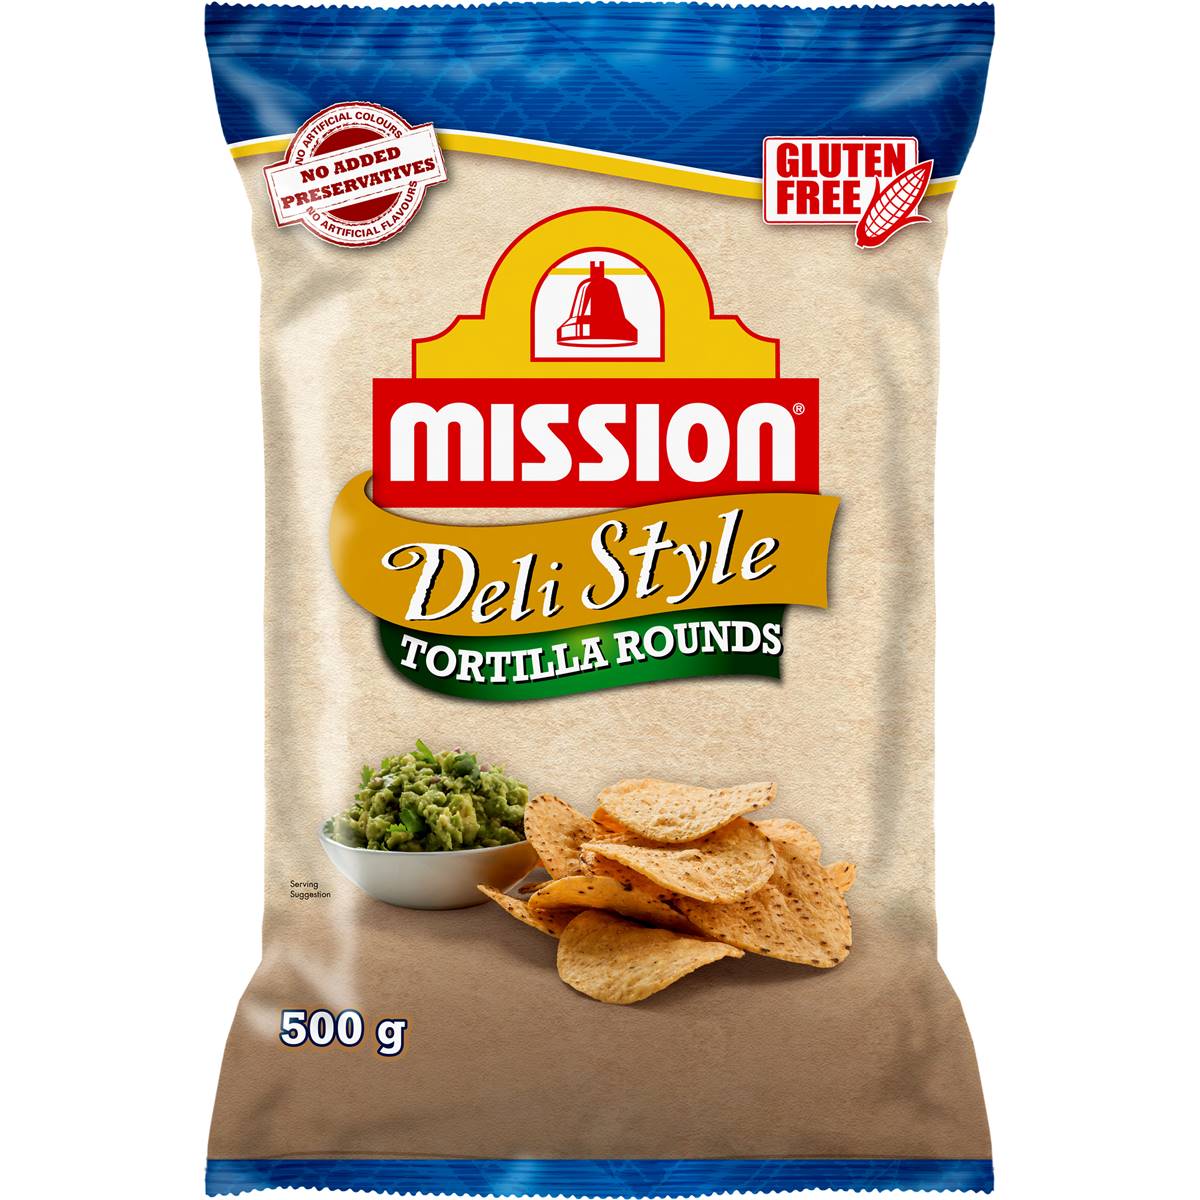 NO ARTIFICIAL COLOURS
NO ADDED
PRESERVATIVES
NO ARTIFICIAL FLAVOURS
GLUTEN
FREE
MISSION®
Deli Style
TORTILLA ROUNDS
Serving
Suggestion
500 g